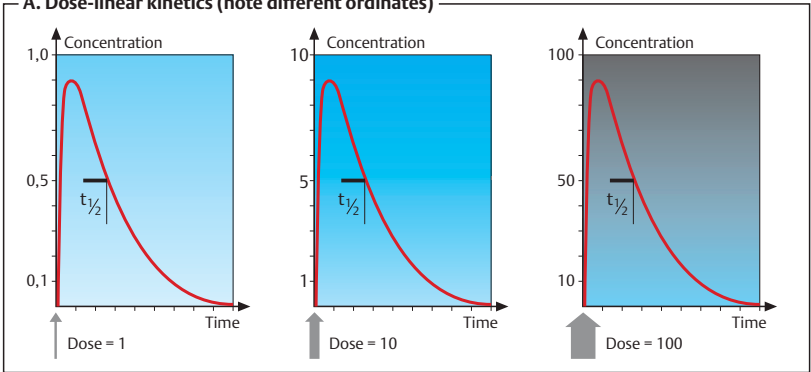 A. Dose-linear kinetics (note different ordinates)
Concentration
1,0
0,5
0,1
t½
Time
Dose = 1
Concentration
10
5
1
t½
Time
Dose = 10
Concentration
100
50
10
t½
Time
Dose = 100